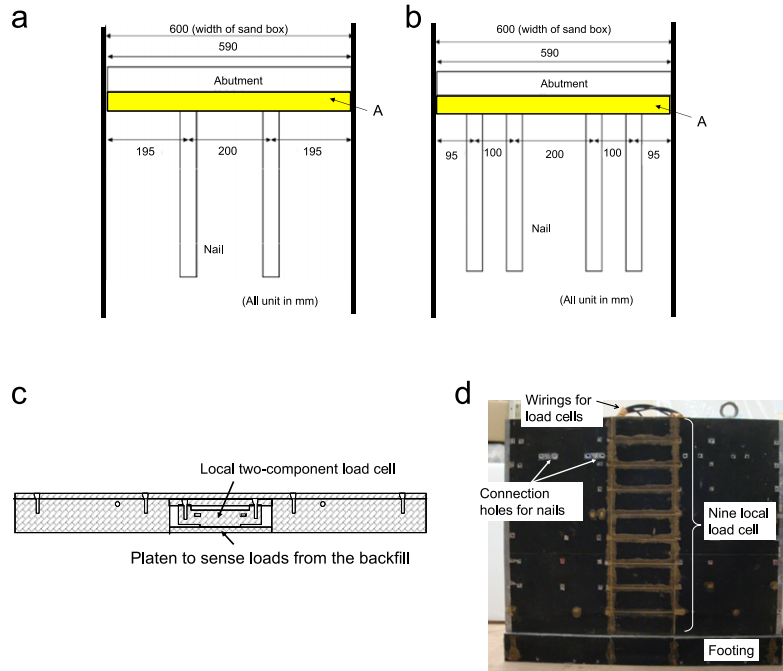 a
600 (width of sand box)
590
Abutment
A
195
200
195
Nail
(All unit in mm)
b
600 (width of sand box)
590
Abutment
A
95
100
200
100
95
Nail
(All unit in mm)
c
Local two-component load cell
Platen to sense loads from the backfill
d
Wirings for
load cells
Connection
holes for nails
Nine local
load cell
Footing